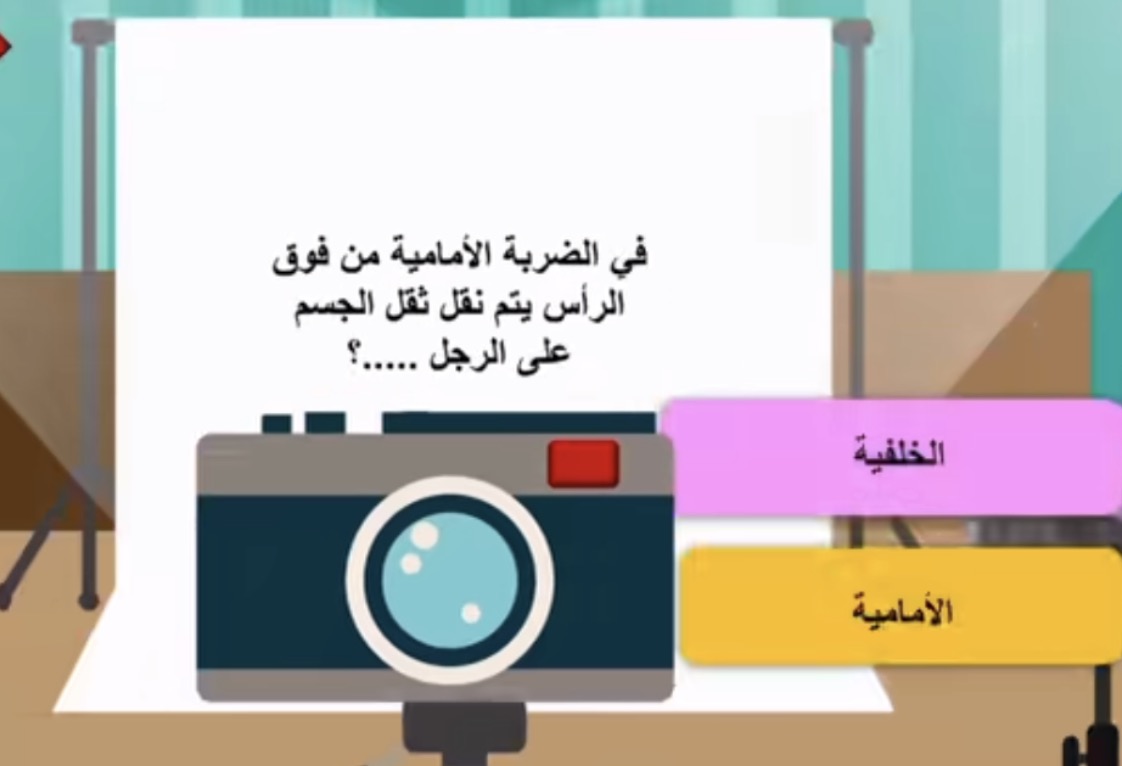 في الضربة الأمامية من فوق
الرأس يتم نقل ثقل الجسم
على الرجل .....؟
الخلفية
الأمامية